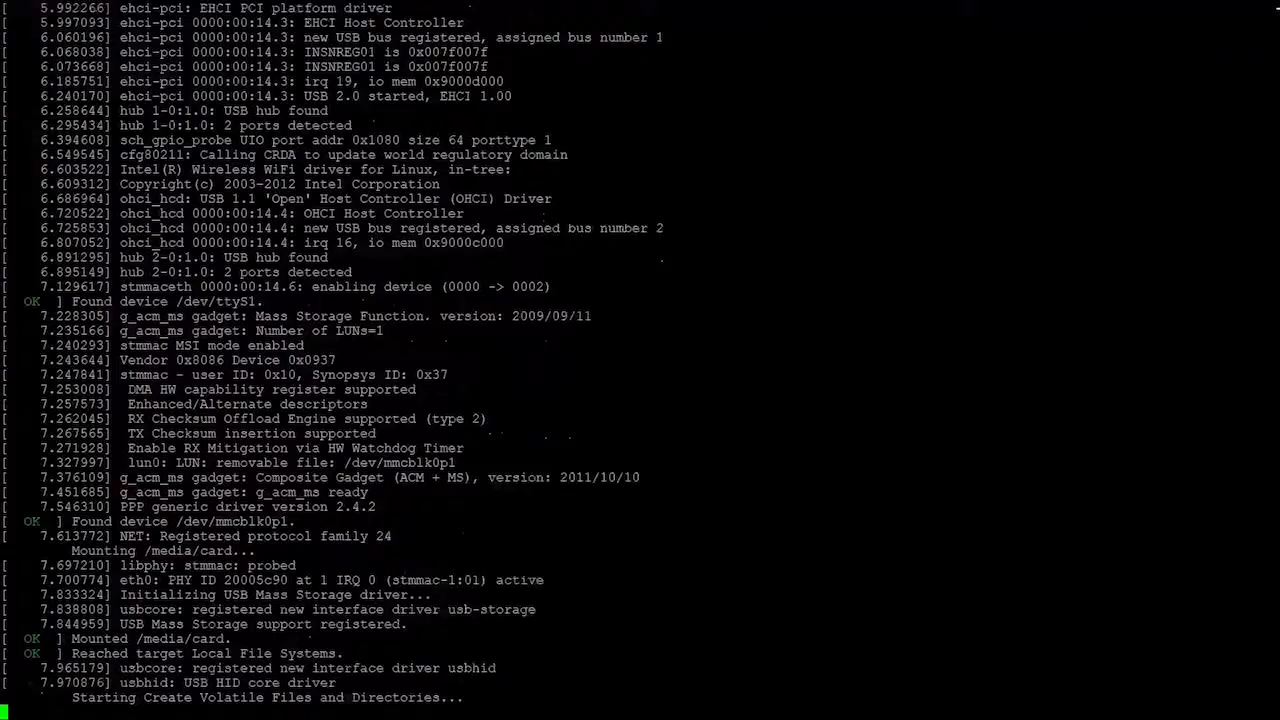 [    5.992266] ehci-pci: EHCI PCI platform driver
[    5.997093] ehci-pci 0000:00:14.3: EHCI Host Controller
[    6.060196] ehci-pci 0000:00:14.3: new USB bus registered, assigned bus number 1
[    6.068038] ehci-pci 0000:00:14.3: INSNREG01 is 0x007f007f
[    6.073668] ehci-pci 0000:00:14.3: INSNREG01 is 0x007f007f
[    6.185751] ehci-pci 0000:00:14.3: irq 19, io mem 0x9000d000
[    6.240170] ehci-pci 0000:00:14.3: USB 2.0 started, EHCI 1.00
[    6.258644] hub 1-0:1.0: USB hub found
[    6.295434] hub 1-0:1.0: 2 ports detected
[    6.394608] sch_gpio_probe UIO port addr 0x1080 size 64 porttype 1
[    6.549545] cfg80211: Calling CRDA to update world regulatory domain
[    6.603522] Intel(R) Wireless WiFi driver for Linux, in-tree:
[    6.609312] Copyright(c) 2003-2012 Intel Corporation
[    6.686964] ohci_hcd: USB 1.1 'Open' Host Controller (OHCI) Driver
[    6.720522] ohci_hcd 0000:00:14.4: OHCI Host Controller
[    6.725853] ohci_hcd 0000:00:14.4: new USB bus registered, assigned bus number 2
[    6.807052] ohci_hcd 0000:00:14.4: irq 16, io mem 0x9000c000
[    6.891295] hub 2-0:1.0: USB hub found
[    6.895149] hub 2-0:1.0: 2 ports detected
[    7.129617] stmmaceth 0000:00:14.6: enabling device (0000 -> 0002)
[  OK  ] Found device /dev/ttyS1.
[    7.228305] g_acm_ms gadget: Mass Storage Function, version: 2009/09/11
[    7.235166] g_acm_ms gadget: Number of LUNs=1
[    7.240293] stmmac MSI mode enabled
[    7.243644] Vendor 0x8086 Device 0x0937
[    7.247841] stmmac - user ID: 0x10, Synopsys ID: 0x37
[    7.253008]  DMA HW capability register supported
[    7.257573]  Enhanced/Alternate descriptors
[    7.262045]  RX Checksum Offload Engine supported (type 2)
[    7.267565]  TX Checksum insertion supported
[    7.271928]  Enable RX Mitigation via HW Watchdog Timer
[    7.327997]  lun0: LUN: removable file: /dev/mmcblk0p1
[    7.376109] g_acm_ms gadget: Composite Gadget (ACM + MS), version: 2011/10/10
[    7.451685] g_acm_ms gadget: g_acm_ms ready
[    7.546310] PPP generic driver version 2.4.2
[  OK  ] Found device /dev/mmcblk0p1.
[    7.613772] NET: Registered protocol family 24
Mounting /media/card...
[    7.697210] libphy: stmmac: probed
[    7.700774] eth0: PHY ID 20005c90 at 1 IRQ 0 (stmmac-1:01) active
[    7.833324] Initializing USB Mass Storage driver...
[    7.838808] usbcore: registered new interface driver usb-storage
[    7.844959] USB Mass Storage support registered.
[  OK  ] Mounted /media/card.
[  OK  ] Reached target Local File Systems.
[    7.965179] usbcore: registered new interface driver usbhid
[    7.970876] usbhid: USB HID core driver
Starting Create Volatile Files and Directories...